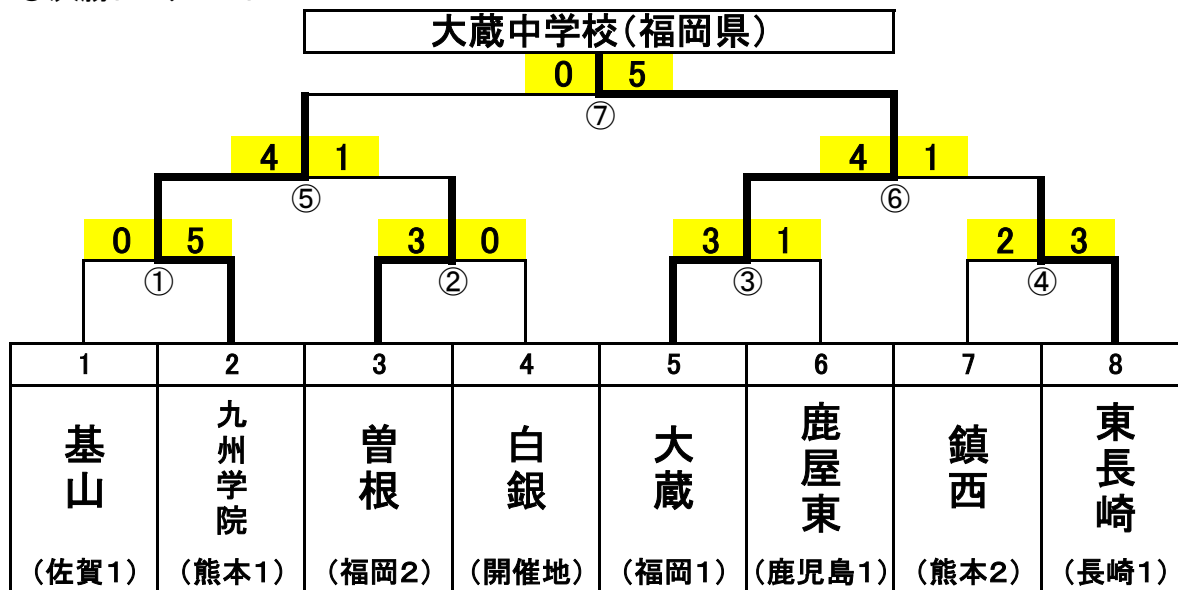 大蔵中学校(福岡県)
0 5
⑦
4 1 4 1
⑤ ⑥
0 5 3 0 3 1 2 3
① ② ③ ④
1 2 3 4 5 6 7 8
基山 九州学院 曽根 白銀 大蔵 鹿屋東 鎮西 東長崎
(佐賀1) (熊本1) (福岡2) (開催地) (福岡1) (鹿児島1) (熊本2) (長崎1)